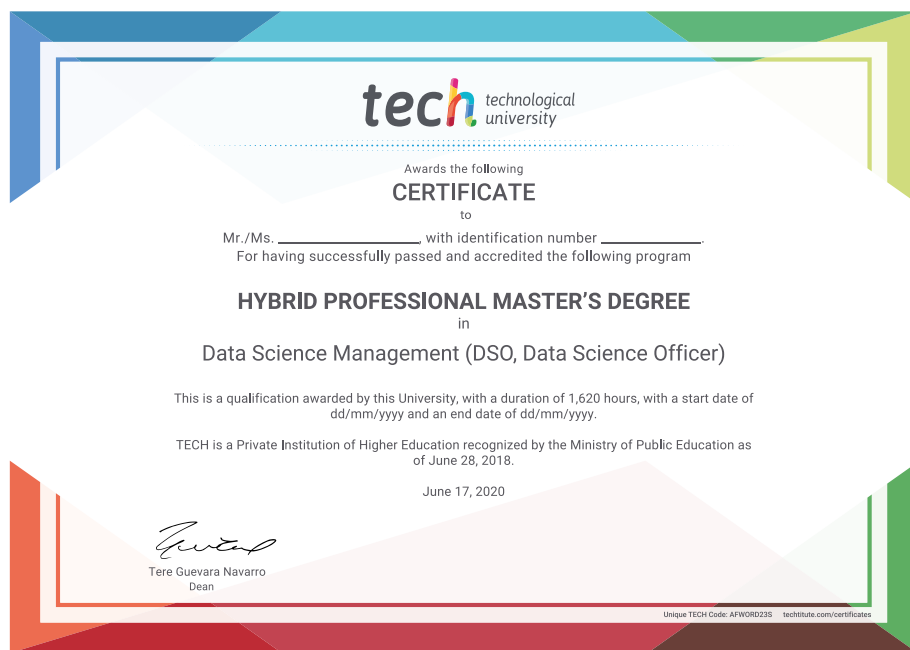 tech technological
university
Awards the following
CERTIFICATE
to
Mr./Ms. ____________________, with identification number ______________.
For having successfully passed and accredited the following program
HYBRID PROFESSIONAL MASTER'S DEGREE
in
Data Science Management (DSO, Data Science Officer)
This is a qualification awarded by this University, with a duration of 1,620 hours, with a start date of
dd/mm/yyyy and an end date of dd/mm/yyyy.
TECH is a Private Institution of Higher Education recognized by the Ministry of Public Education as
of June 28, 2018.
June 17, 2020
Tere Guevara Navarro
Dean
Unique TECH Code: AFWORD23S techtitute.com/certificates